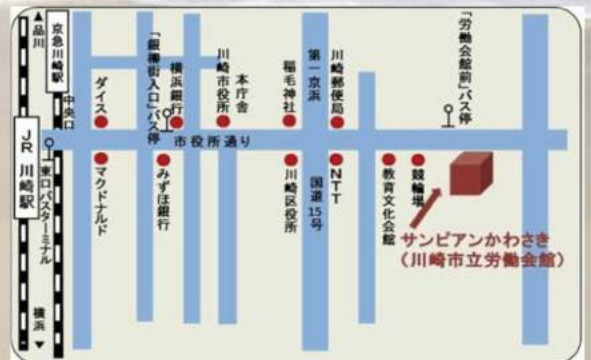 ▲品川
京急川崎駅
中央口
JR 川崎駅
東口バスターミナル
横浜▼
ダイス
「銀柳街入口」バス停
横浜銀行
川崎市役所
本庁舎
稲毛神社
第一京浜
川崎郵便局
「労働会館前」バス停
市役所通り
マクドナルド
みずほ銀行
川崎区役所
国道15号
NTT
教育文化会館
競輪場
サンピアンかわさき
(川崎市立労働会館)